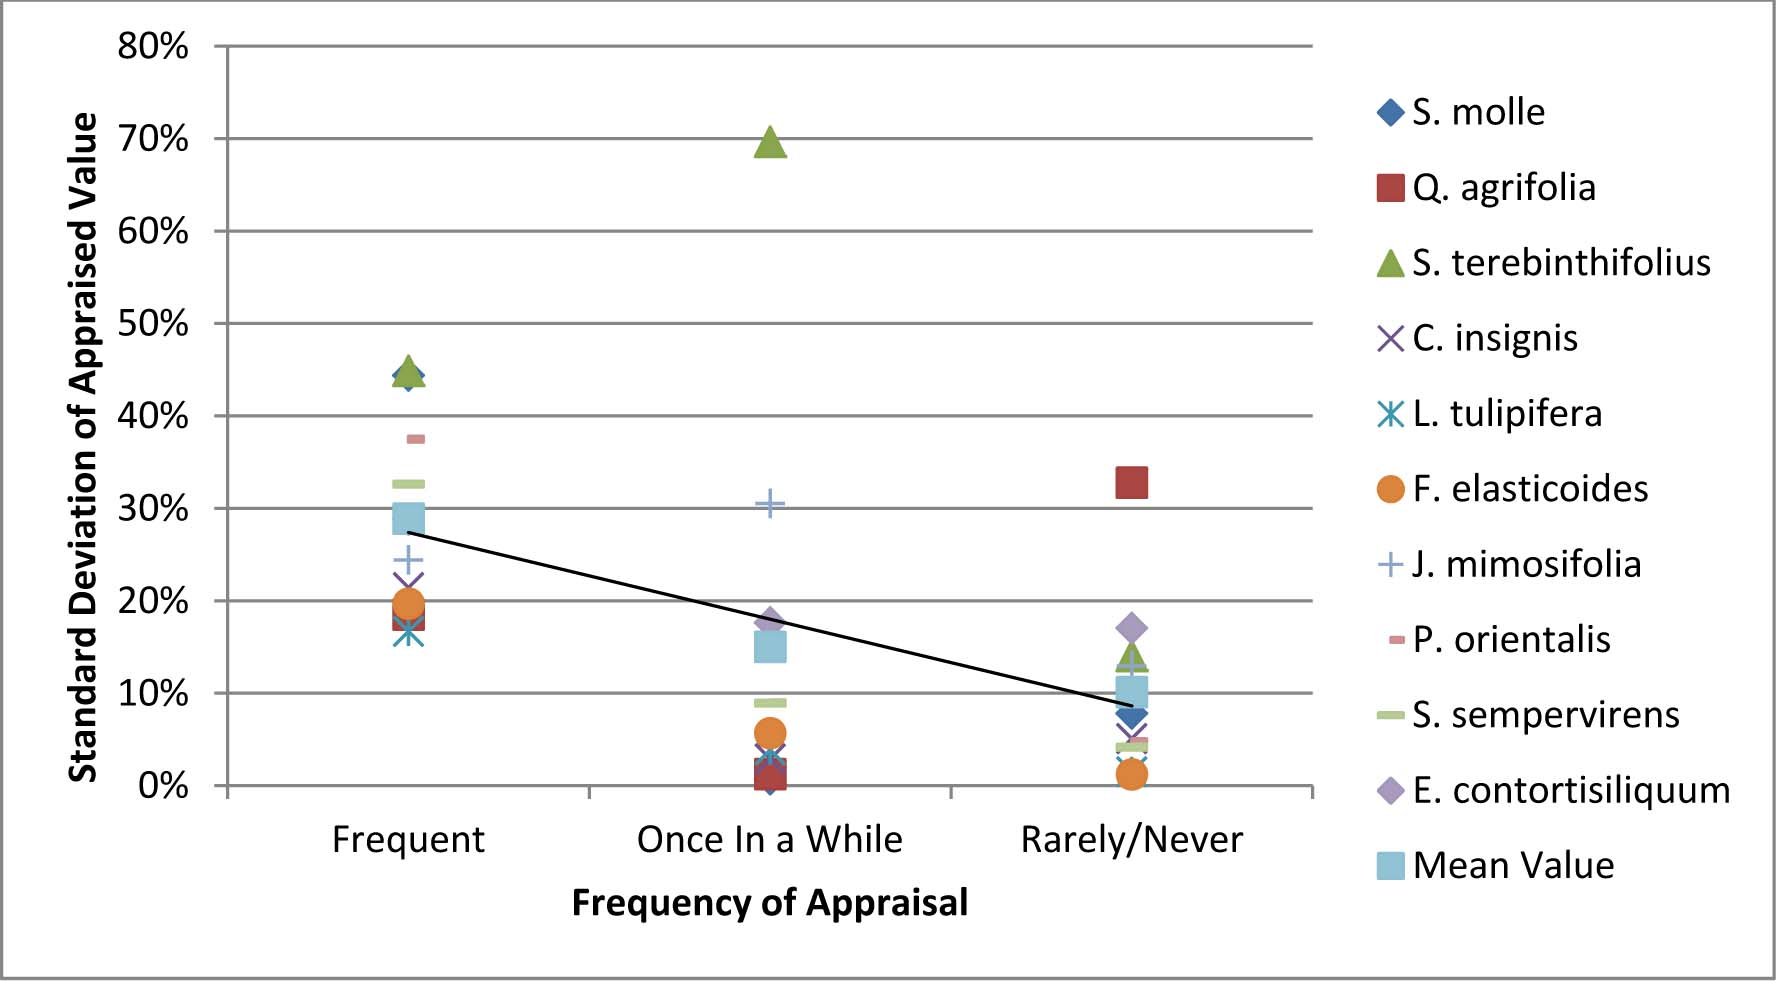 Standard Deviation of Appraised Value
80%
70%
60%
50%
40%
30%
20%
10%
0%
Frequent
Once In a While
Rarely/Never
Frequency of Appraisal
S. molle
Q. agrifolia
S. terebinthifolius
C. insignis
L. tulipifera
F. elasticoides
J. mimosifolia
P. orientalis
S. sempervirens
E. contortisiliquum
Mean Value